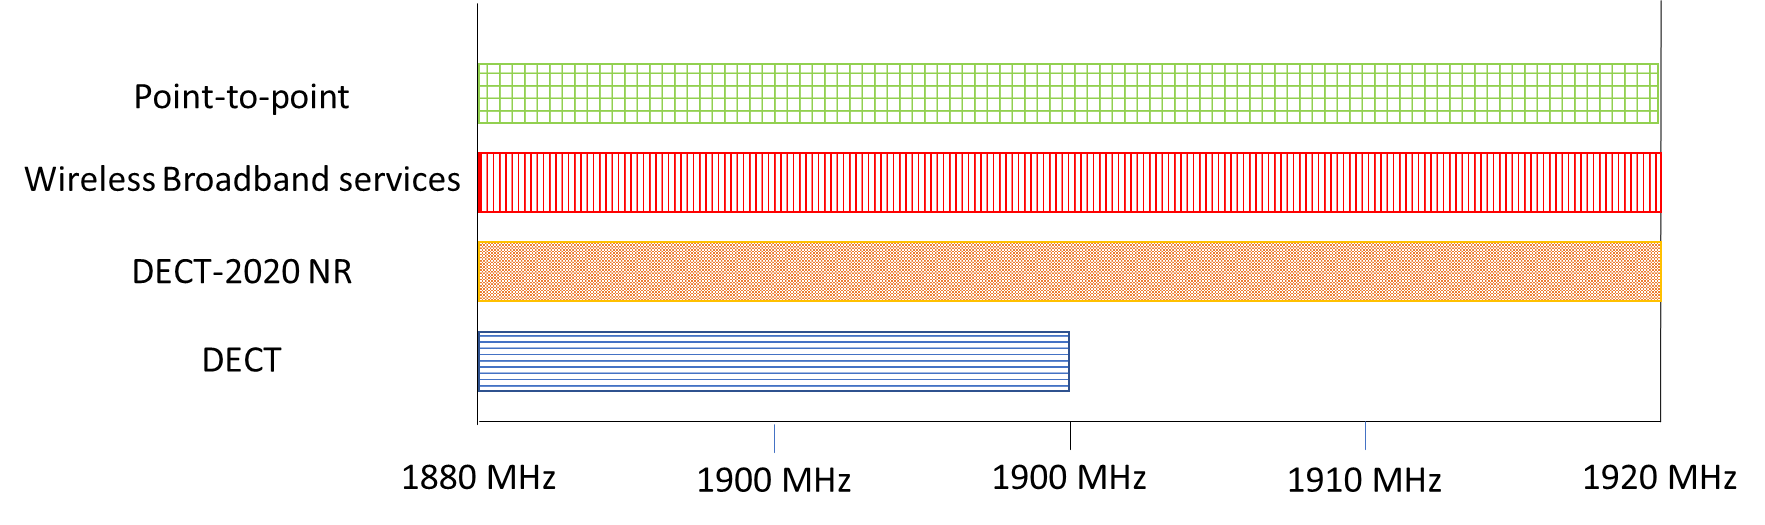 Point-to-point
Wireless Broadband services
DECT-2020 NR
DECT
1880 MHz
1900 MHz
1900 MHz
1910 MHz
1920 MHz